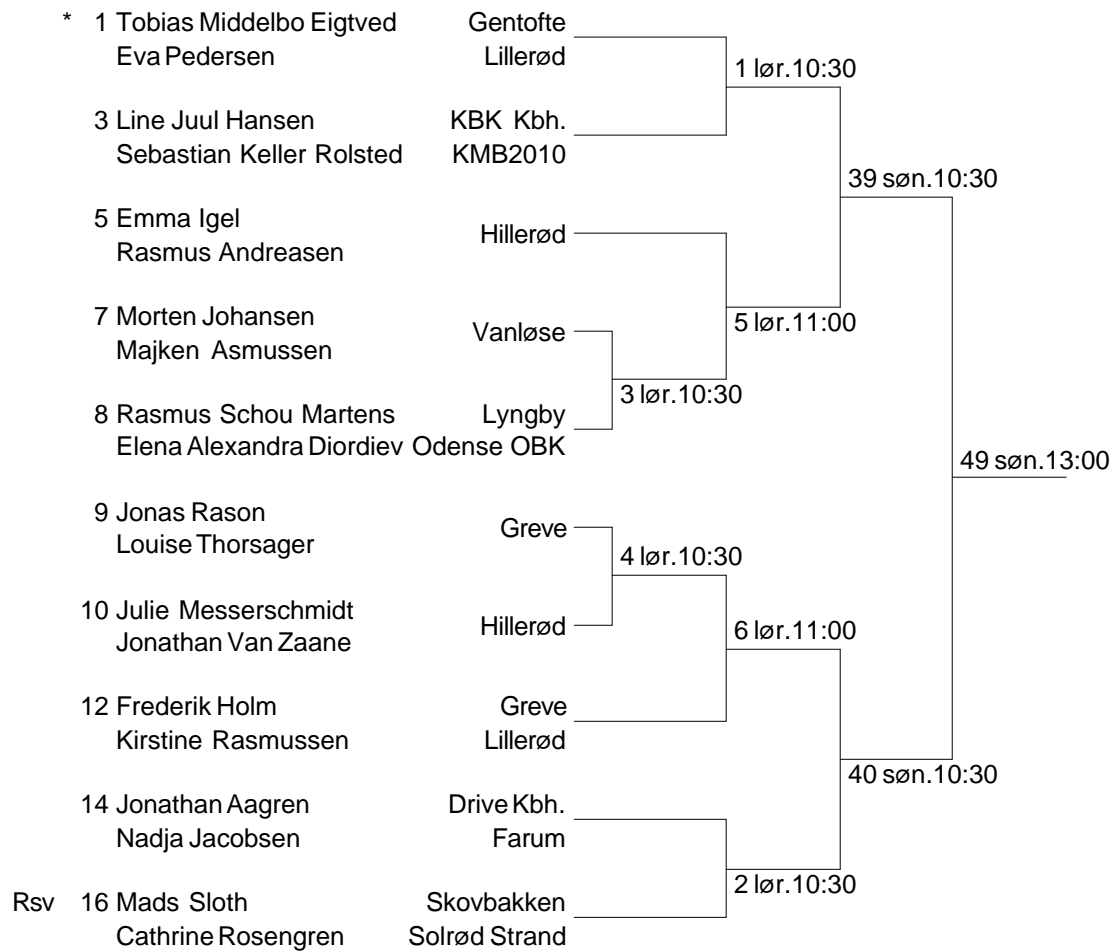 * 1 Tobias Middelbo Eigtved Gentofte
Eva Pedersen Lillerød
1 lør.10:30
3 Line Juul Hansen KBK Kbh.
Sebastian Keller Rolsted KMB2010
39 søn.10:30
5 Emma Igel
Hillerød
Rasmus Andreasen
7 Morten Johansen
5 lør.11:00
Vanløse
Majken Asmussen
3 lør.10:30
8 Rasmus Schou Martens Lyngby
Elena Alexandra Diordiev Odense OBK
49 søn.13:00
9 Jonas Rason
Greve
Louise Thorsager
4 lør.10:30
10 Julie Messerschmidt
Hillerød
6 lør.11:00
Jonathan Van Zaane
12 Frederik Holm Greve
Kirstine Rasmussen Lillerød
40 søn.10:30
14 Jonathan Aagren Drive Kbh.
Nadja Jacobsen Farum
2 lør.10:30
Rsv 16 Mads Sloth Skovbakken
Cathrine Rosengren Solrød Strand